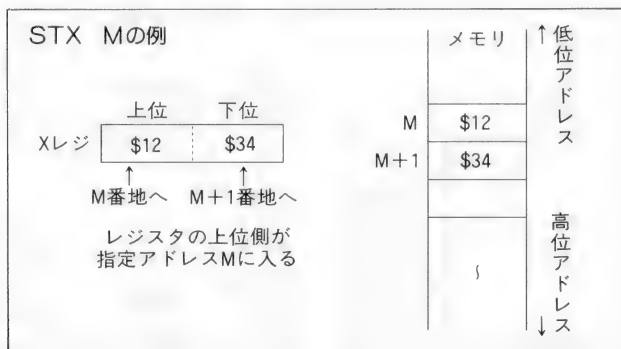 STX Mの例
上位 下位
Xレジ $12 $34
↑ ↑
M番地へ M+1番地へ
レジスタの上位側が
指定アドレスMに入る
メモリ
M $12
M+1 $34
〜
↑低位アドレス
高位アドレス↓